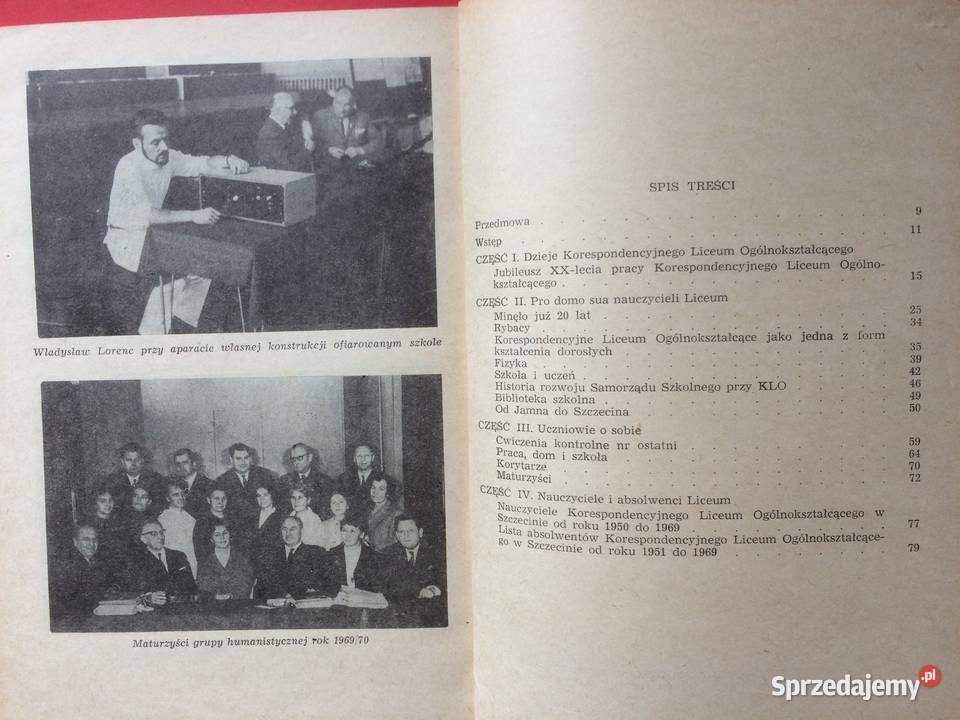 Władysław Lorenc przy aparacie własnej konstrukcji ofiarowanym szkole
Maturzyści grupy humanistycznej rok 1969/70
SPIS TREŚCI
Przedmowa . . . . . . . . . . . . . . 9
Wstęp . . . . . . . . . . . . . . 11
CZĘŚĆ I. Dzieje Korespondencyjnego Liceum Ogólnokształcącego
Jubileusz XX-lecia pracy Korespondencyjnego Liceum Ogólno-
kształcącego . . . . . . . . . . . . 15
CZĘŚĆ II. Pro domo sua nauczycieli Liceum
Minęło już 20 lat . . . . . . . . . . . 25
Rybacy . . . . . . . . . . . . . 34
Korespondencyjne Liceum Ogólnokształcące jako jedna z form
kształcenia dorosłych . . . . . . . . . . 35
Fizyka . . . . . . . . . . . . . 39
Szkoła i uczeń . . . . . . . . . . . . 42
Historia rozwoju Samorządu Szkolnego przy KLO . . . . . 46
Biblioteka szkolna . . . . . . . . . . . 49
Od Jamna do Szczecina . . . . . . . . . . 50
CZĘŚĆ III. Uczniowie o sobie
Ćwiczenia kontrolne nr ostatni . . . . . . . . 59
Praca, dom i szkoła . . . . . . . . . . 64
Korytarze . . . . . . . . . . . . 70
Maturzyści . . . . . . . . . . . . 72
CZĘŚĆ IV. Nauczyciele i absolwenci Liceum
Nauczyciele Korespondencyjnego Liceum Ogólnokształcącego w
Szczecinie od roku 1950 do 1969 . . . . . . . . 77
Lista absolwentów Korespondencyjnego Liceum Ogólnokształcące-
go w Szczecinie od roku 1951 do 1969 . . . . . . 79
Sprzedajemy.pl